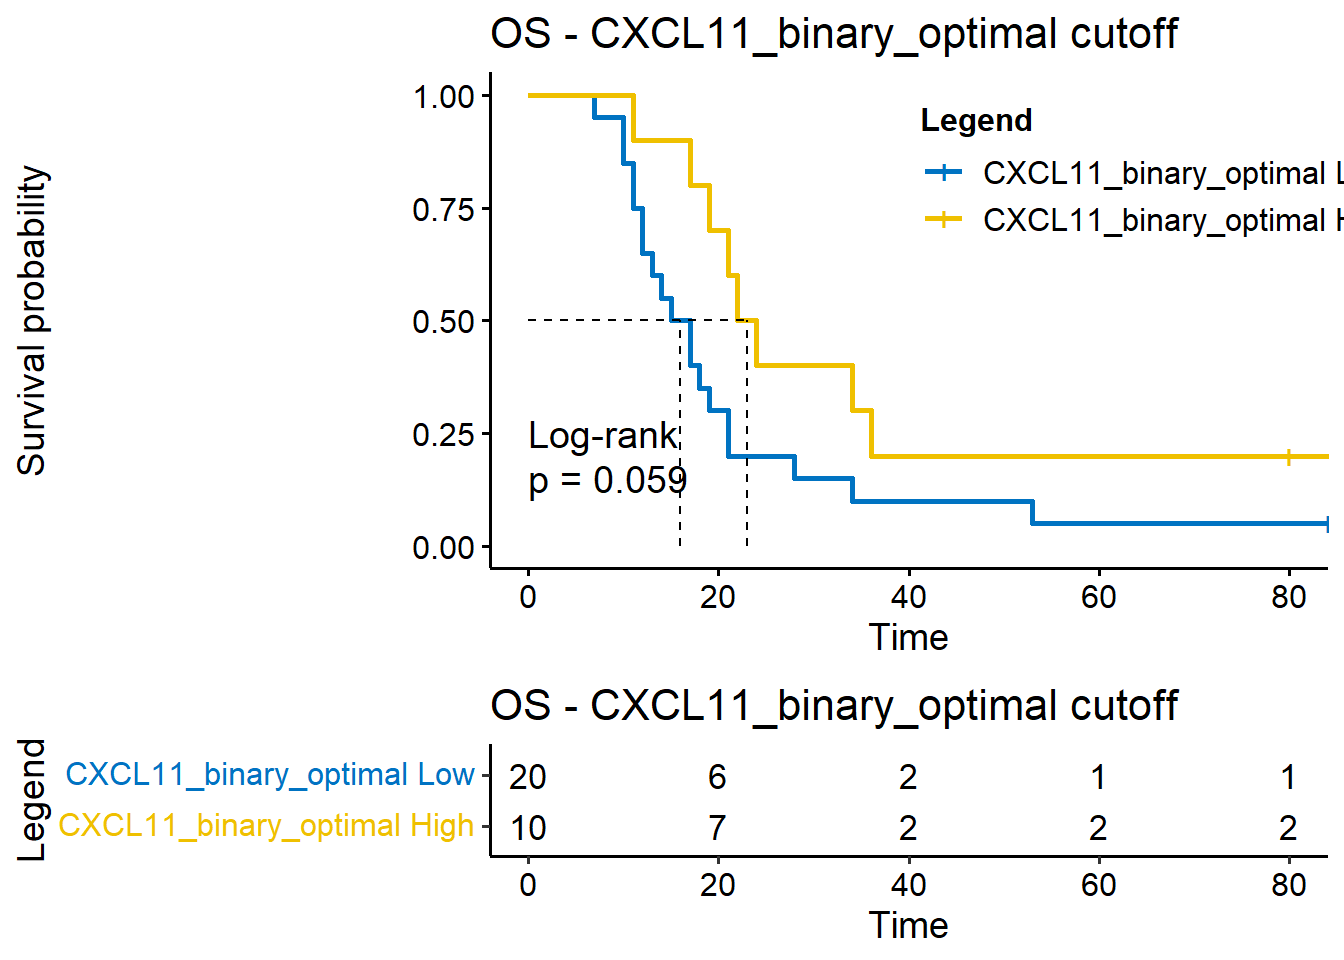 OS - CXCL11_binary_optimal cutoff
Survival probability
1.00
0.75
0.50
0.25
0.00
Legend
CXCL11_binary_optimal L
CXCL11_binary_optimal H
Log-rank
p = 0.059
0 20 40 60 80
Time
OS - CXCL11_binary_optimal cutoff
Legend
CXCL11_binary_optimal Low 20 6 2 1 1
CXCL11_binary_optimal High 10 7 2 2 2
0 20 40 60 80
Time